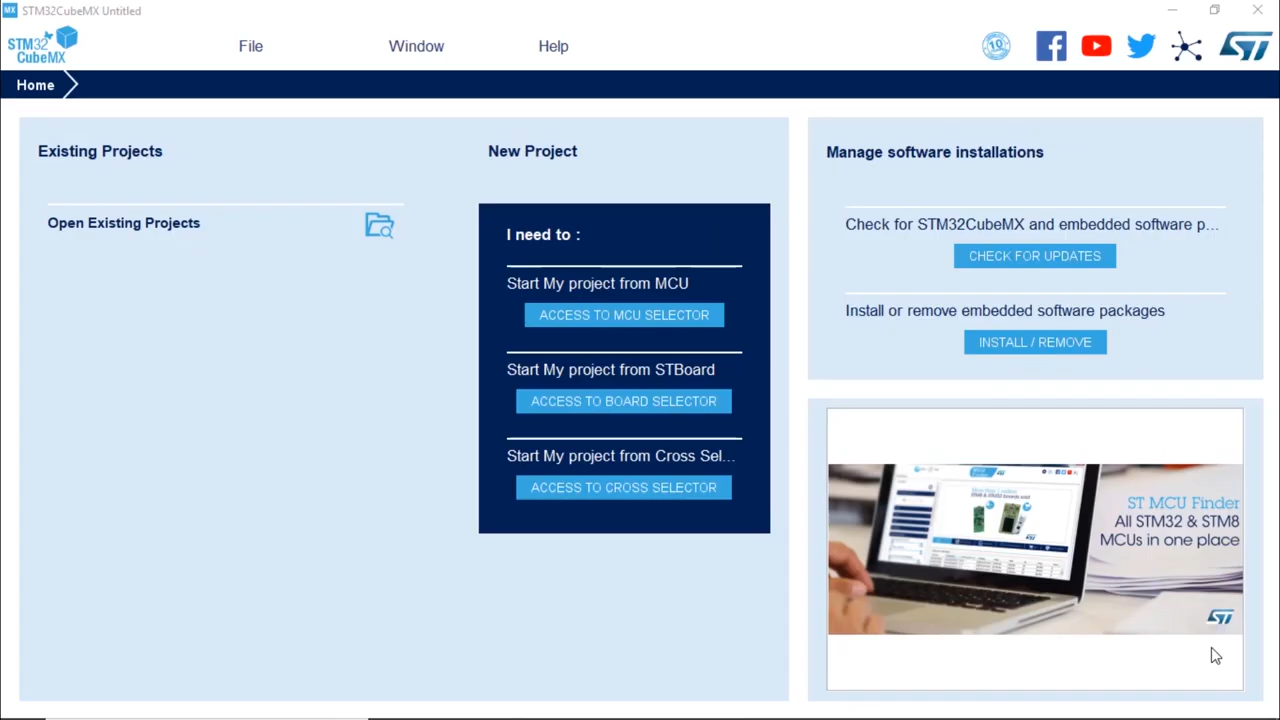 MX STM32CubeMX Untitled
STM32
CubeMX
File
Window
Help
10
Home
Existing Projects
Open Existing Projects
New Project
I need to :
Start My project from MCU
ACCESS TO MCU SELECTOR
Start My project from STBoard
ACCESS TO BOARD SELECTOR
Start My project from Cross Sel...
ACCESS TO CROSS SELECTOR
Manage software installations
Check for STM32CubeMX and embedded software p...
CHECK FOR UPDATES
Install or remove embedded software packages
INSTALL / REMOVE
ST MCU Finder
All STM32 & STM8
MCUs in one place